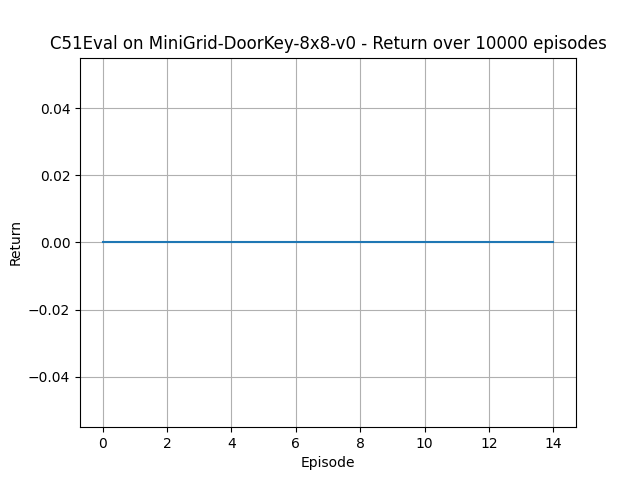 C51Eval on MiniGrid-DoorKey-8x8-v0 - Return over 10000 episodes
0.04
0.02
0.00
−0.02
−0.04
Return
0 2 4 6 8 10 12 14
Episode